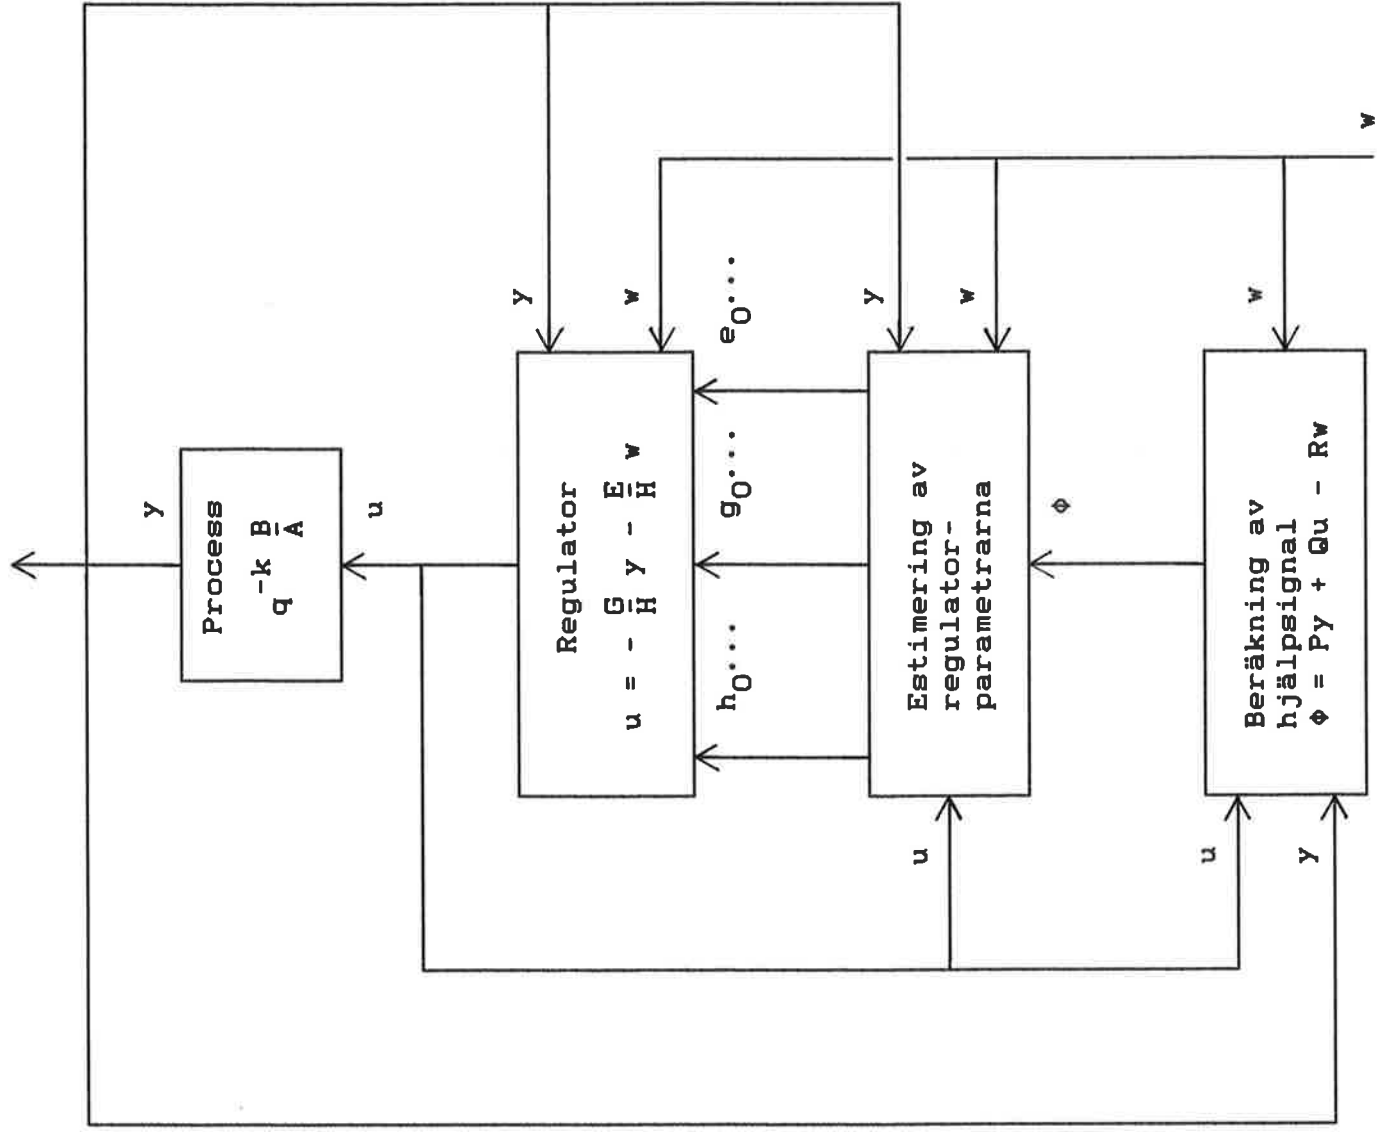 y
Process
q^-k B/A
u
y
Regulator
w
u = - G/H y - E/H w
h₀... g₀... e₀...
y
u
Estimering av
regulator-
parametrarna
w
ϕ
u
Beräkning av
hjälpsignal
ϕ = Py + Qu - Rw
w
y
w